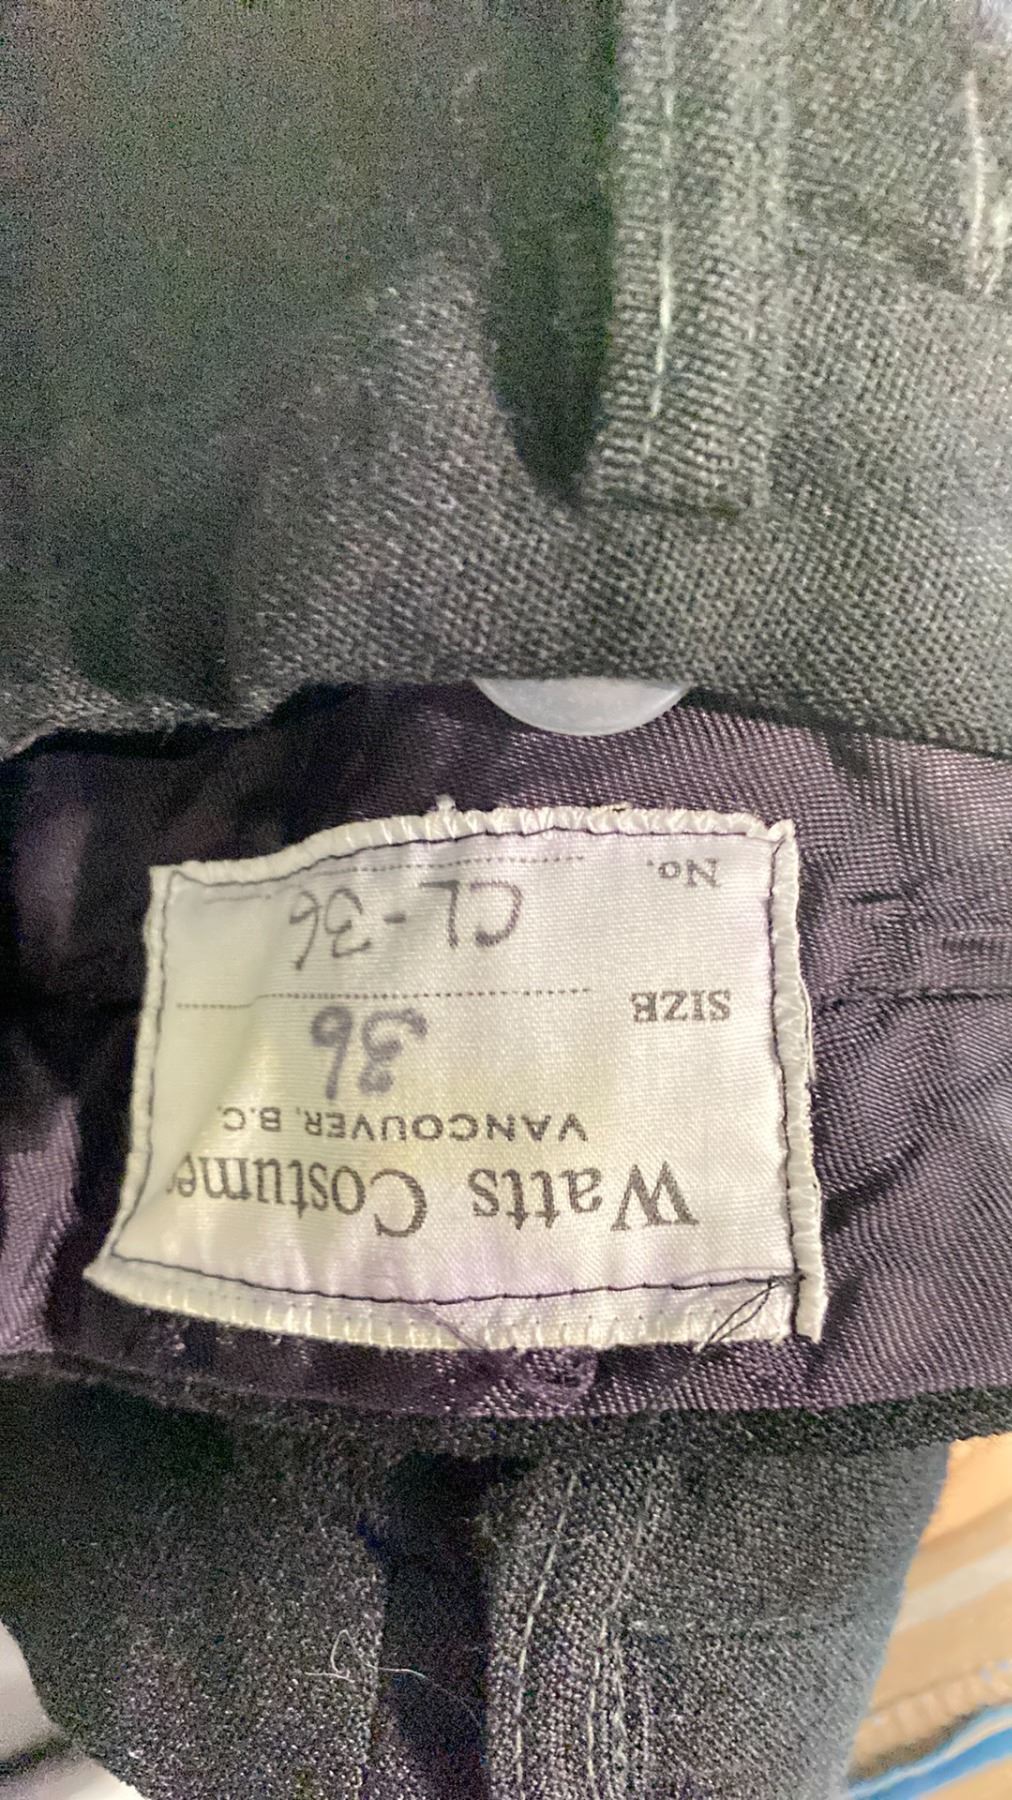 Watts Costume
VANCOUVER, B.C.
36
SIZE
CL-36
No.